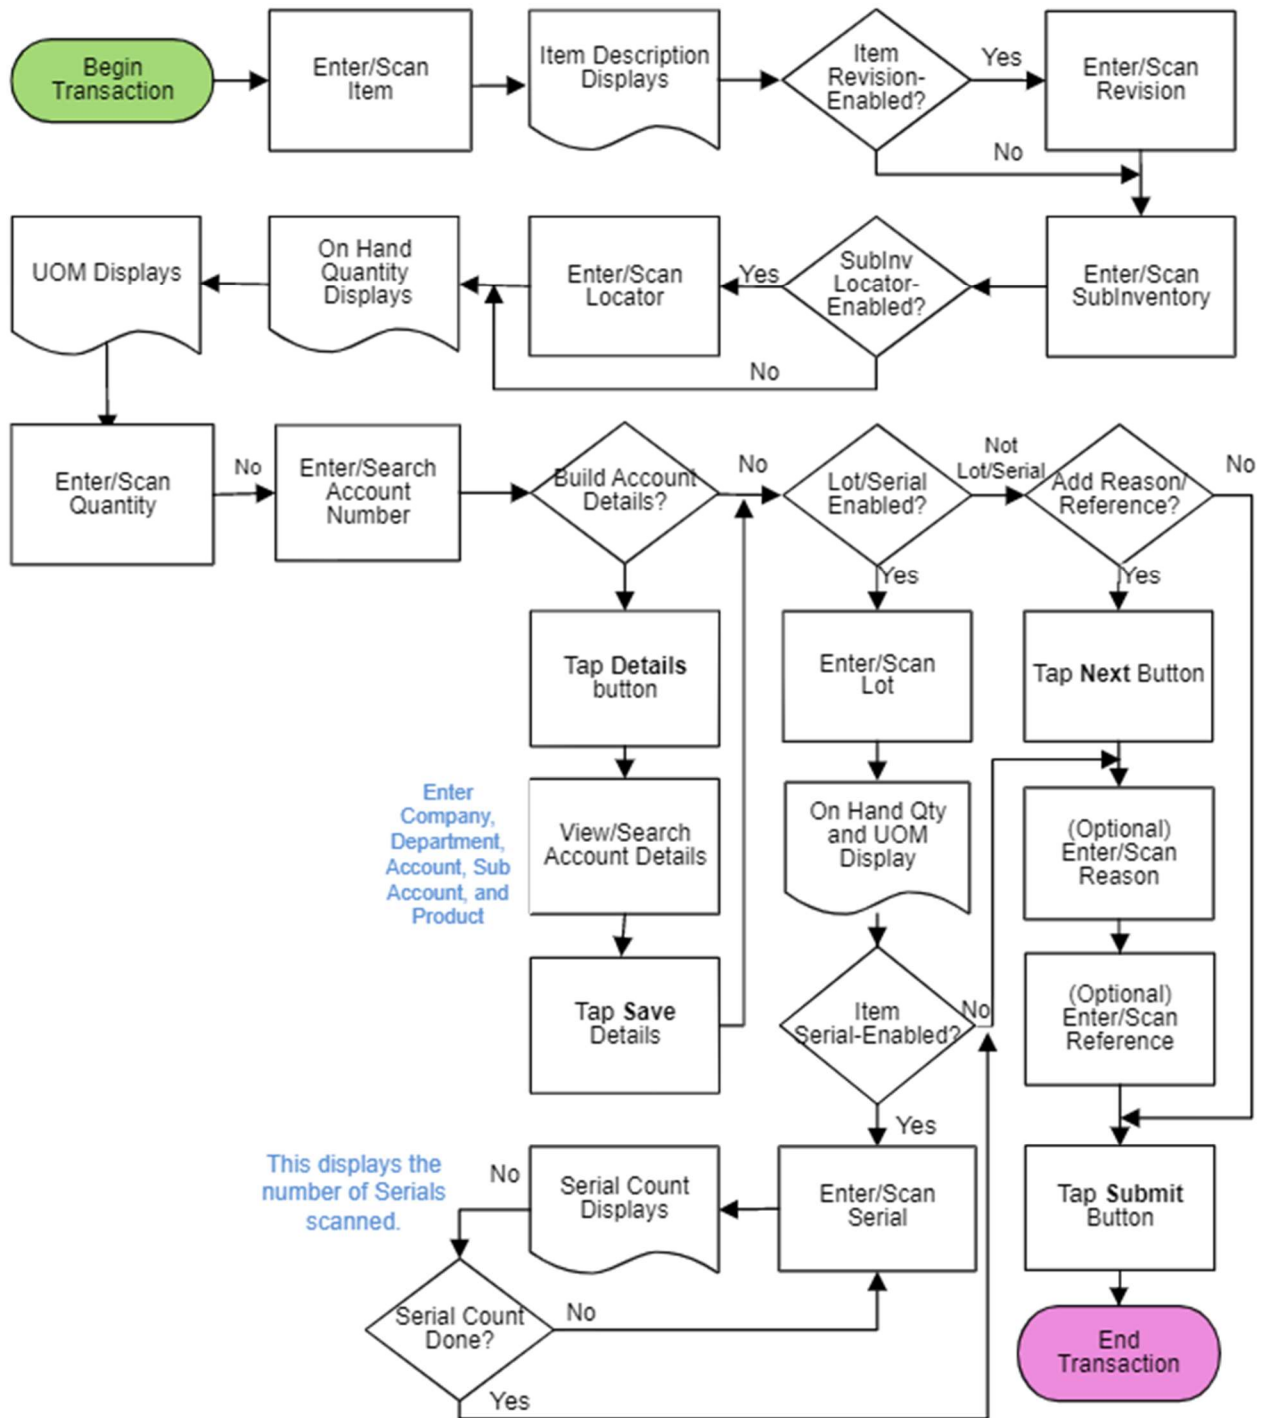 Begin
Transaction
Enter/Scan
Item
Item Description
Displays
Item
Revision-
Enabled?
Yes
Enter/Scan
Revision
No
UOM Displays
On Hand
Quantity
Displays
Enter/Scan
Locator
Yes
SubInv
Locator-
Enabled?
Enter/Scan
SubInventory
No
Enter/Scan
Quantity
No
Enter/Search
Account
Number
Build Account
Details?
No
Lot/Serial
Enabled?
Not
Lot/Serial
Add Reason/
Reference?
No
Yes
Yes
Tap Details
button
Enter/Scan
Lot
Tap Next Button
Enter
Company,
Department,
Account, Sub
Account, and
Product
View/Search
Account Details
On Hand Qty
and UOM
Display
(Optional)
Enter/Scan
Reason
Tap Save
Details
Item
Serial-Enabled?
No
(Optional)
Enter/Scan
Reference
Yes
This displays the
number of Serials
scanned.
No
Serial Count
Displays
Enter/Scan
Serial
Tap Submit
Button
Serial Count
Done?
No
Yes
End
Transaction